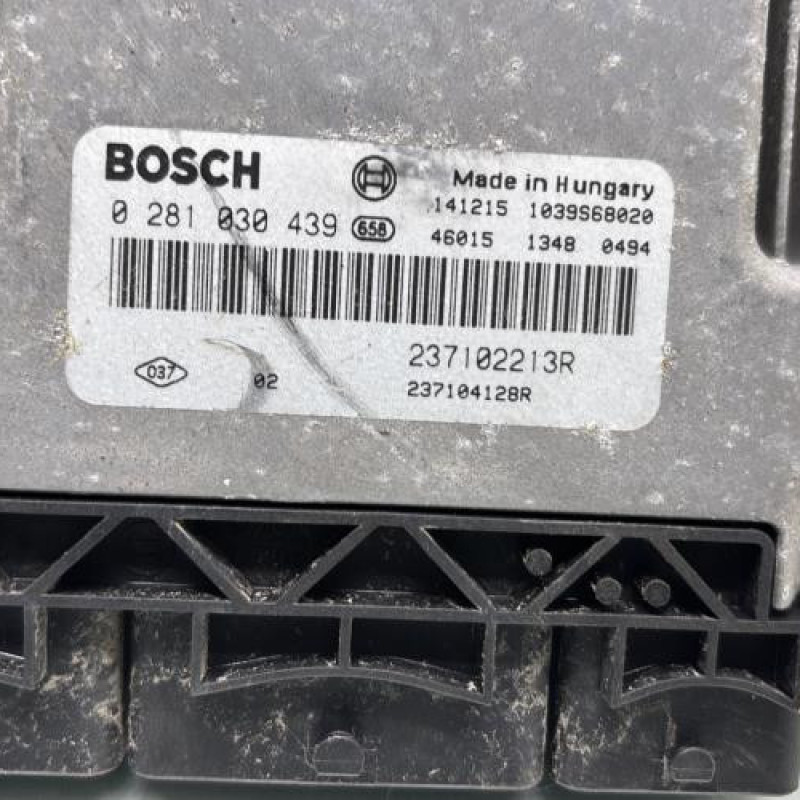 BOSCH
Made in Hungary
141215 1039S68020
0 281 030 439 658
46015 1348 0494
237102213R
037
02
237104128R